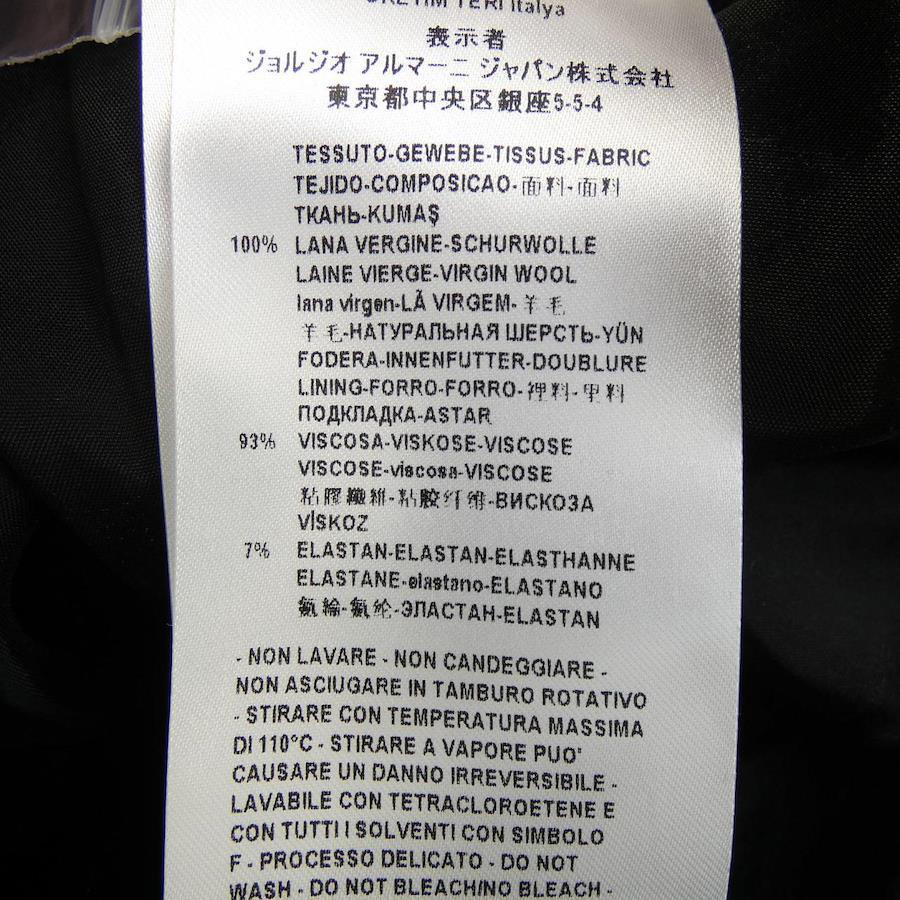 ÜRETİM YERİ Italya
表示者
ジョルジオ アルマーニ ジャパン株式会社
東京都中央区銀座5-5-4
TESSUTO-GEWEBE-TISSUS-FABRIC
TEJIDO-COMPOSICAO-面料-面料
ТКАНЬ-KUMAŞ
100% LANA VERGINE-SCHURWOLLE
LAINE VIERGE-VIRGIN WOOL
lana virgen-LÃ VIRGEM-羊毛
羊毛-НАТУРАЛЬНАЯ ШЕРСТЬ-YÜN
FODERA-INNENFUTTER-DOUBLURE
LINING-FORRO-FORRO-裡料-里料
ПОДКЛАДКА-ASTAR
93% VISCOSA-VISKOSE-VISCOSE
VISCOSE-viscosa-VISCOSE
粘膠纖維-粘胶纤维-ВИСКОЗА
VİSKOZ
7% ELASTAN-ELASTAN-ELASTHANNE
ELASTANE-elastano-ELASTANO
氨綸-氨纶-ЭЛАСТАН-ELASTAN
- NON LAVARE - NON CANDEGGIARE -
NON ASCIUGARE IN TAMBURO ROTATIVO
- STIRARE CON TEMPERATURA MASSIMA
DI 110°C - STIRARE A VAPORE PUO'
CAUSARE UN DANNO IRREVERSIBILE -
LAVABILE CON TETRACLOROETENE E
CON TUTTI I SOLVENTI CON SIMBOLO
F - PROCESSO DELICATO - DO NOT
WASH - DO NOT BLEACH/NO BLEACH -